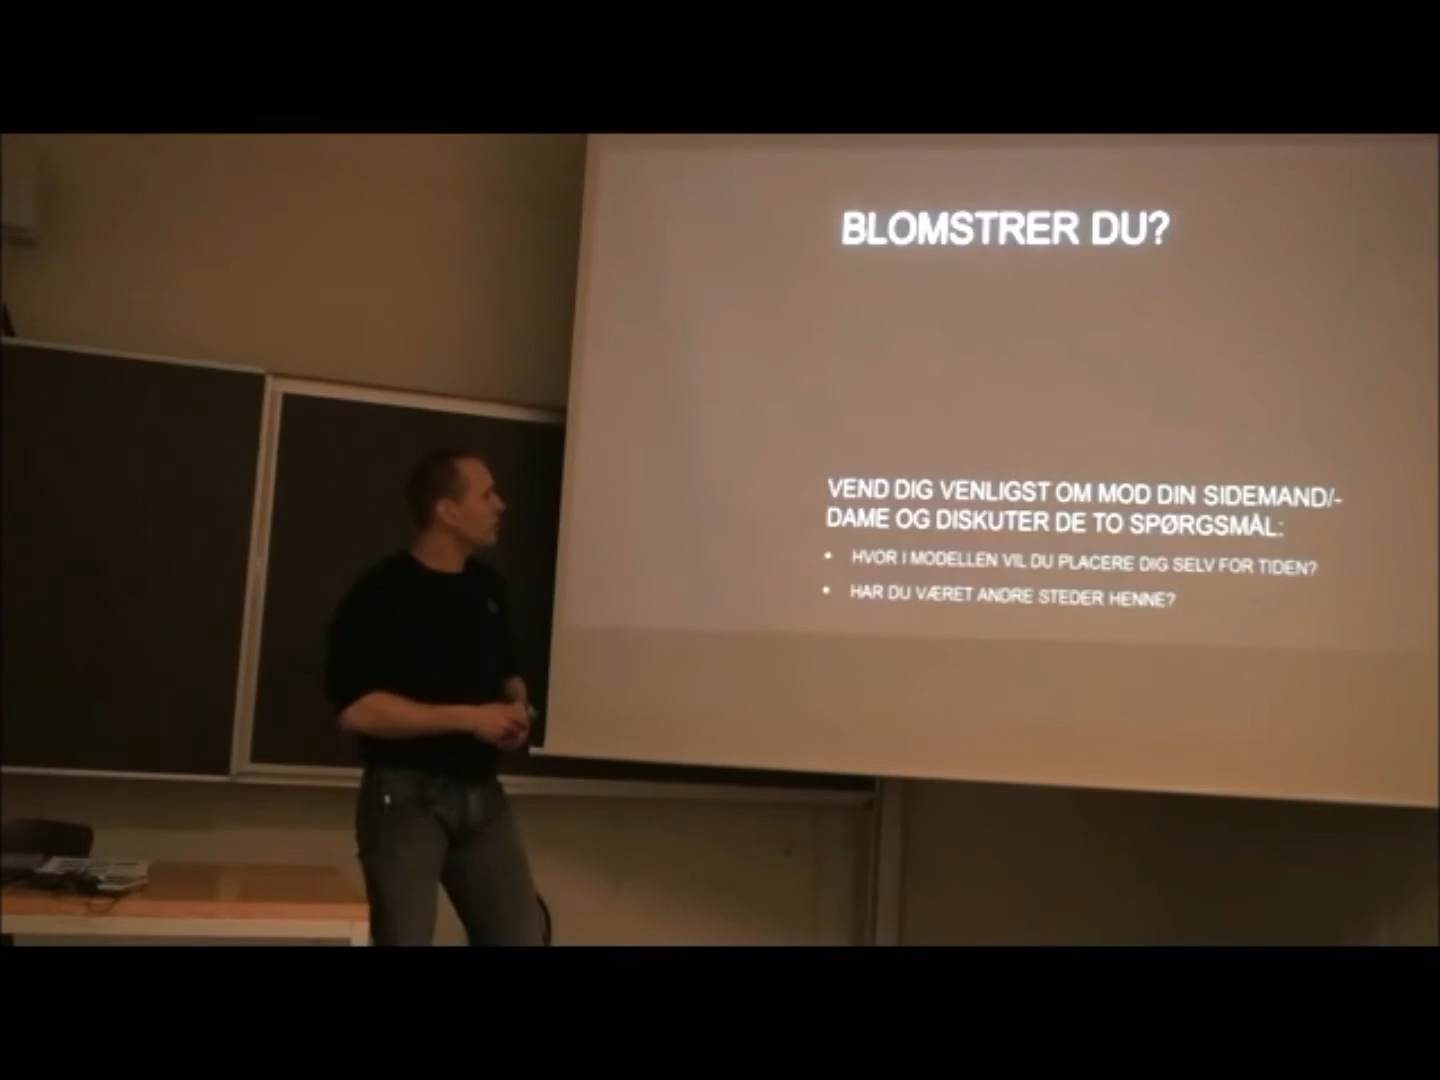 BLOMSTRER DU?
VEND DIG VENLIGST OM MOD DIN SIDEMAND/-
DAME OG DISKUTER DE TO SPØRGSMÅL:
• HVOR I MODELLEN VIL DU PLACERE DIG SELV FOR TIDEN?
• HAR DU VÆRET ANDRE STEDER HENNE?